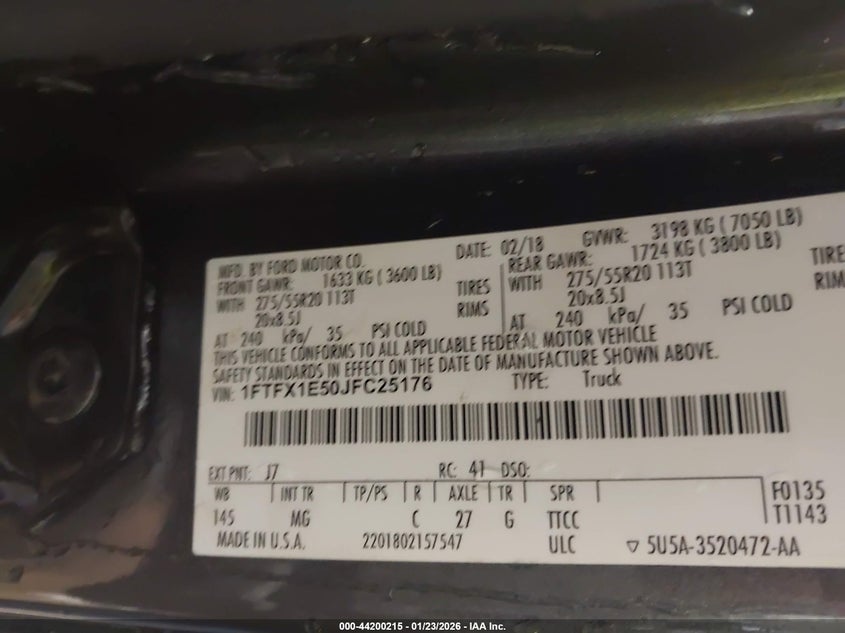 MFD. BY FORD MOTOR CO. DATE: 02/18 GVWR: 3198 KG ( 7050 LB)
FRONT GAWR: 1633 KG ( 3600 LB) REAR GAWR: 1724 KG ( 3800 LB)
WITH 275/55R20 113T TIRES WITH 275/55R20 113T TIRE
20x8.5J RIMS 20x8.5J RIM
AT 240 kPa/ 35 PSI COLD AT 240 kPa/ 35 PSI COLD
THIS VEHICLE CONFORMS TO ALL APPLICABLE FEDERAL MOTOR VEHICLE
SAFETY STANDARDS IN EFFECT ON THE DATE OF MANUFACTURE SHOWN ABOVE.
VIN: 1FTFX1E50JFC25176 TYPE: Truck
EXT PNT: J7 RC: 41 DSO:
WB INT TR TP/PS R AXLE TR SPR F0135
145 MG C 27 G TTCC T1143
MADE IN U.S.A. 2201802157547 ULC ▽ 5U5A-3520472-AA
000-44200215 - 01/23/2026 - IAA Inc.